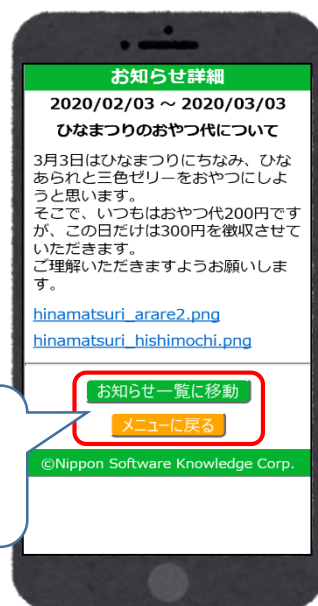 お知らせ詳細
2020/02/03 ~ 2020/03/03
ひなまつりのおやつ代について
3月3日はひなまつりにちなみ、ひな
あられと三色ゼリーをおやつにしよ
うと思います。
そこで、いつもはおやつ代200円です
が、この日だけは300円を徴収させて
いただきます。
ご理解いただきますようお願いしま
す。
hinamatsuri_arare2.png
hinamatsuri_hishimochi.png
お知らせ一覧に移動
メニューに戻る
©Nippon Software Knowledge Corp.